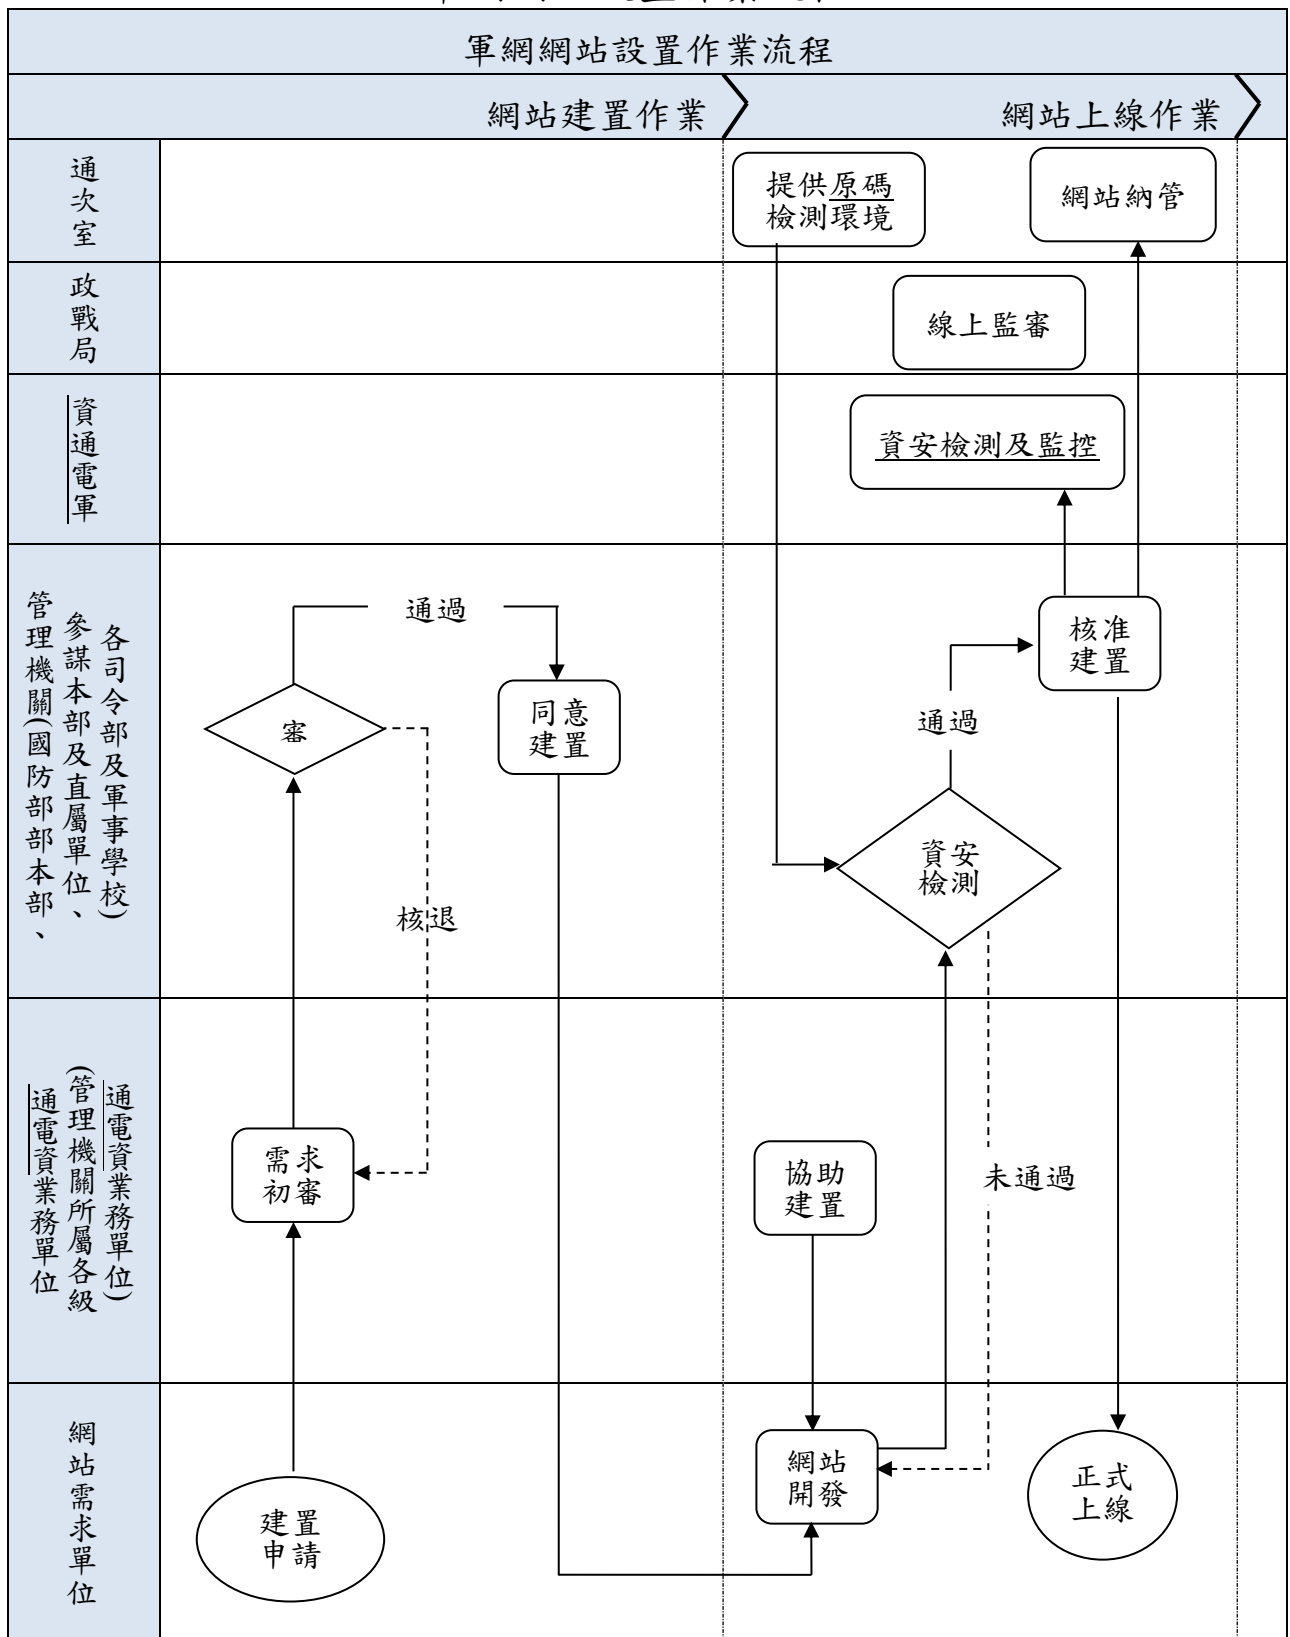 軍網網站設置作業流程
網站建置作業
網站上線作業
通次室
提供原碼
檢測環境
網站納管
政戰局
線上監審
資通電軍
資安檢測及監控
管理機關(國防部部本部、
參謀本部及直屬單位、
各司令部及軍事學校)
通過
審
同意
建置
核退
核准
建置
通過
資安
檢測
通電資業務單位
(管理機關所屬各級
通電資業務單位)
需求
初審
協助
建置
未通過
網站需求單位
建置
申請
網站
開發
正式
上線